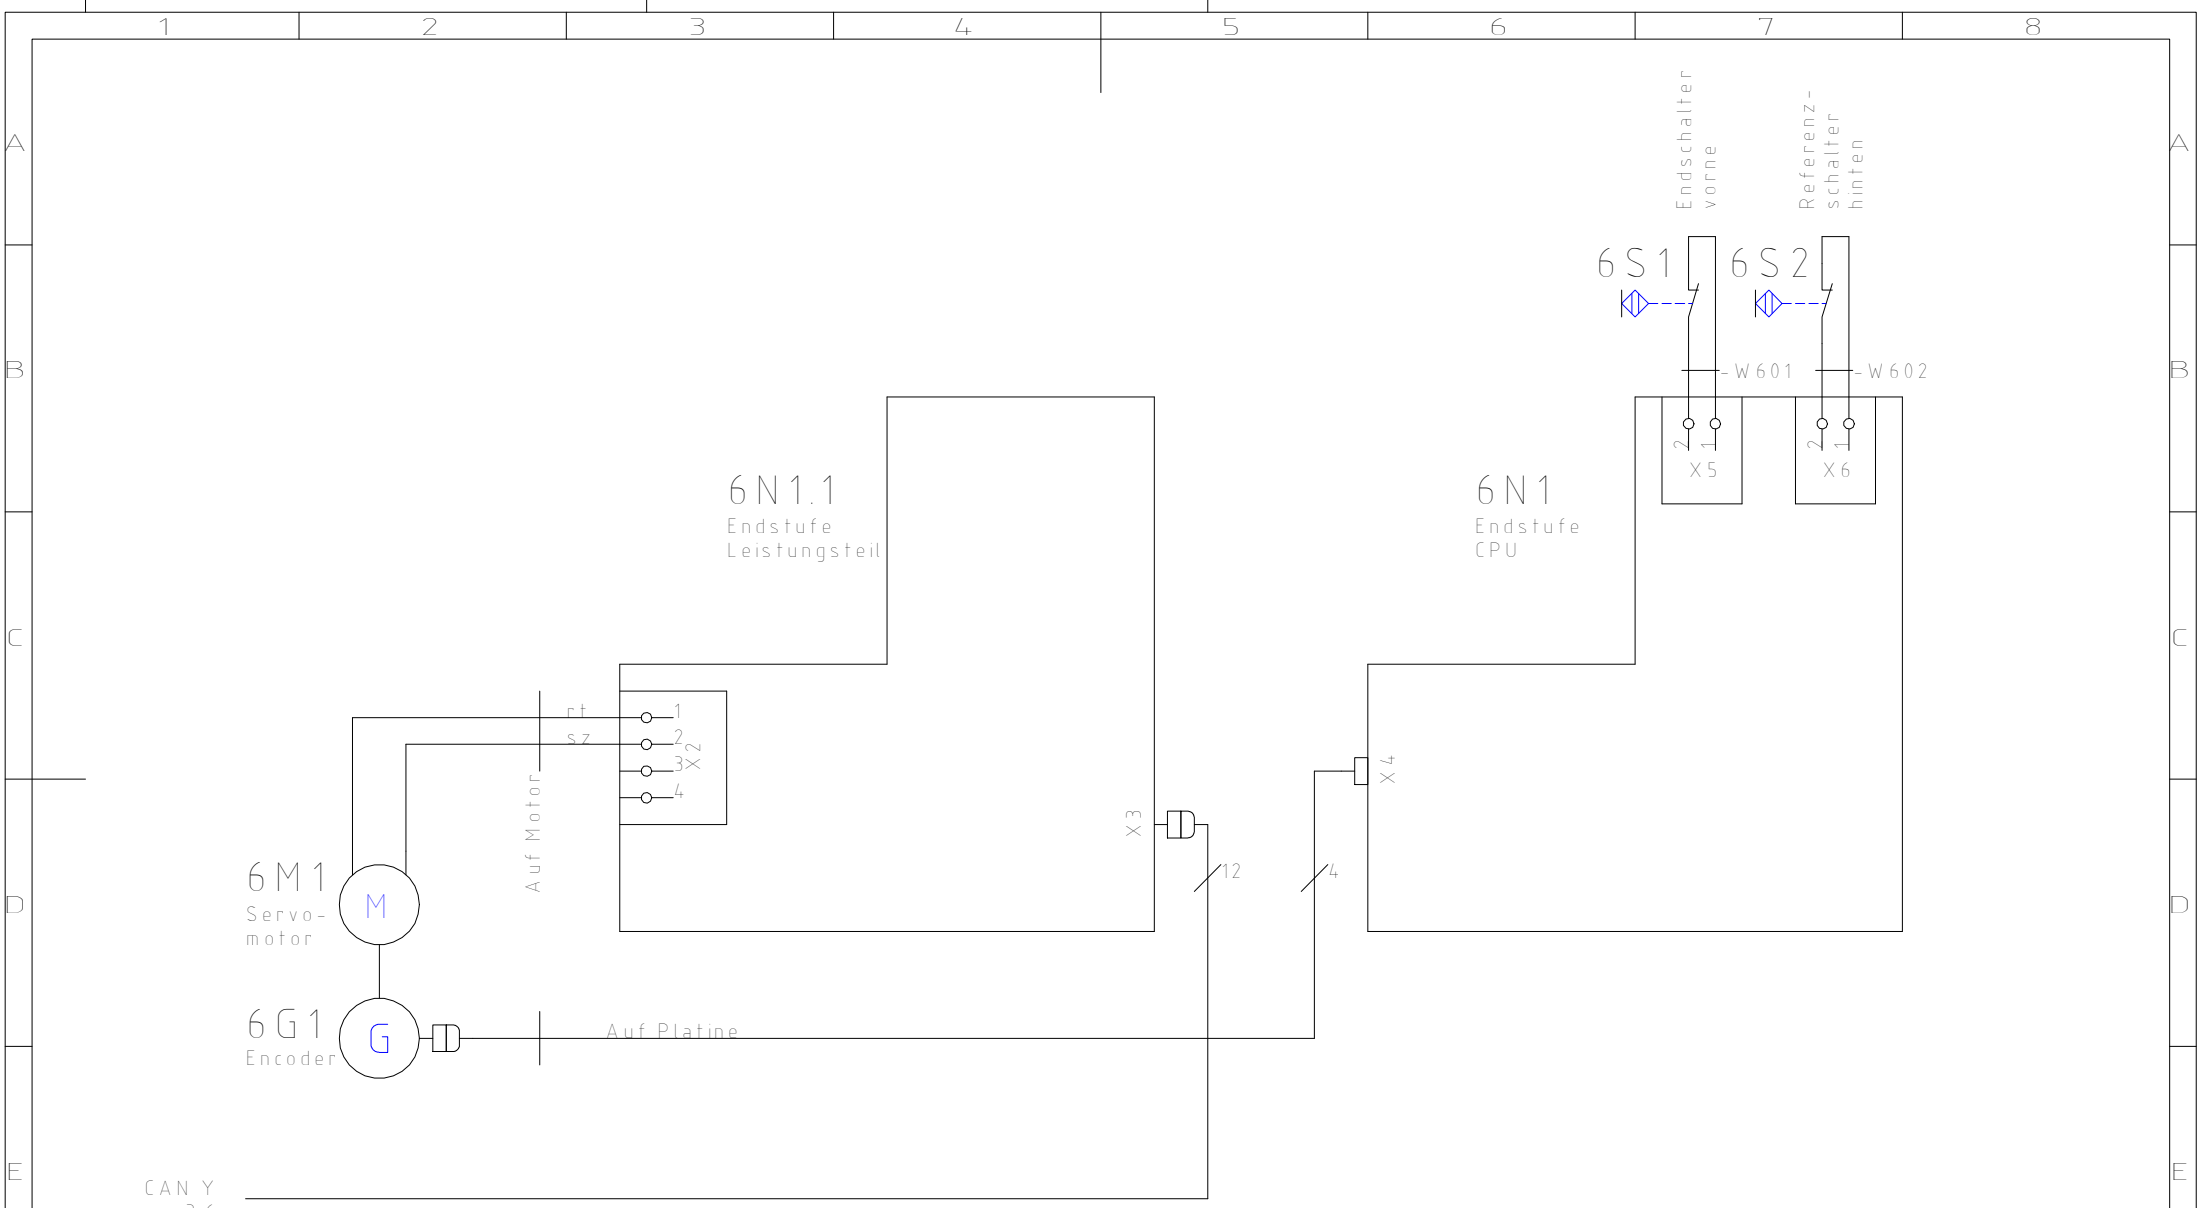 1 2 3 4 5 6 7 8
A A
Endschalter
vorne
Referenz-
schalter
hinten
6S1 6S2
B B
-W601 -W602
2 1 2 1
X5 X6
6N1.1
Endstufe
Leistungsteil
6N1
Endstufe
CPU
C C
rt 1
sz 2
3
4
X2
X4
Auf Motor
X3
12 4
6M1
Servo-
motor
M
D D
6G1
Encoder
G
Auf Platine
E E
CAN Y